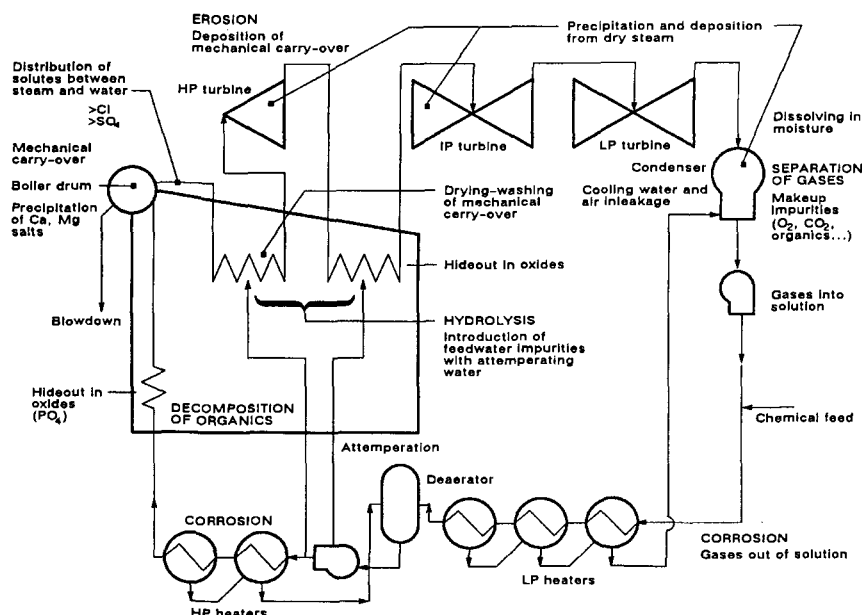 EROSION
Deposition of
mechanical carry-over
Precipitation and deposition
from dry steam
Distribution of
solutes between
steam and water
>Cl
>SO₄
HP turbine
IP turbine
LP turbine
Dissolving in
moisture
Mechanical
carry-over
Boiler drum
Precipitation
of Ca, Mg
salts
Condenser
Cooling water and
air inleakage
SEPARATION
OF GASES
Makeup
impurities
(O₂, CO₂,
organics...)
Drying-washing
of mechanical
carry-over
Hideout in oxides
Blowdown
Gases into
solution
HYDROLYSIS
Introduction of
feedwater impurities
with attemperating
water
Hideout in
oxides
(PO₄)
DECOMPOSITION
OF ORGANICS
Chemical feed
Attemperation
Deaerator
CORROSION
CORROSION
Gases out of solution
LP heaters
HP heaters